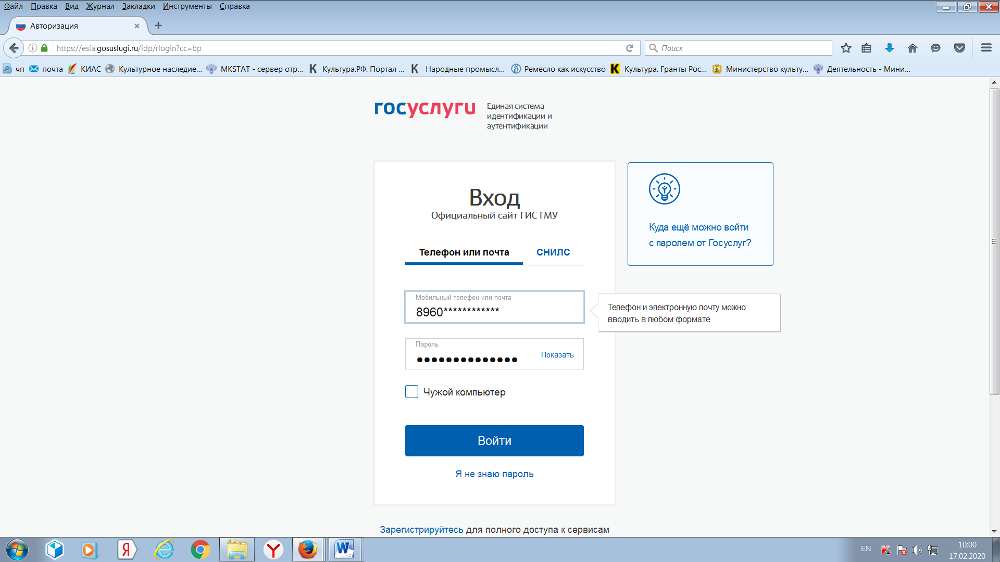 Файл Правка Вид Журнал Закладки Инструменты Справка
Авторизация
https://esia.gosuslugi.ru/idp/rlogin?cc=bp
Поиск
чп почта КИАС Культурное наследие... MKSTAT - сервер отр... Культура.РФ. Портал ... Народные промысл... Ремесло как искусство Культура. Гранты Рос... Министерство культу... Деятельность - Мини...
госуслуги
Единая система
идентификации и
аутентификации
Вход
Официальный сайт ГИС ГМУ
Куда ещё можно войти
с паролем от Госуслуг?
Телефон или почта СНИЛС
Мобильный телефон или почта
8960************
Телефон и электронную почту можно
вводить в любом формате
Пароль
●●●●●●●●●●●●●●
Показать
Чужой компьютер
Войти
Я не знаю пароль
Зарегистрируйтесь для полного доступа к сервисам
EN
10:00
17.02.2020